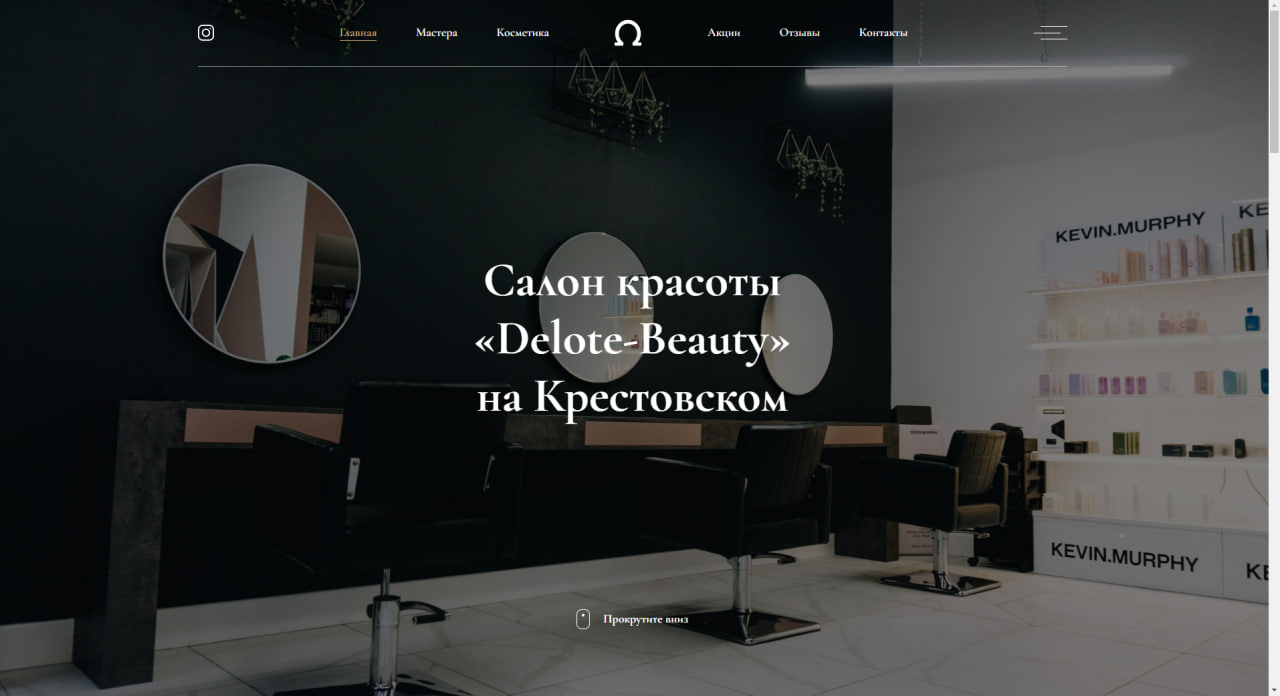 Главная
Мастера
Косметика
Акции
Отзывы
Контакты
KEVIN.MURPHY
KE
Салон красоты
«Delote-Beauty»
на Крестовском
KEVIN.MURPHY
K
Прокрутите вниз